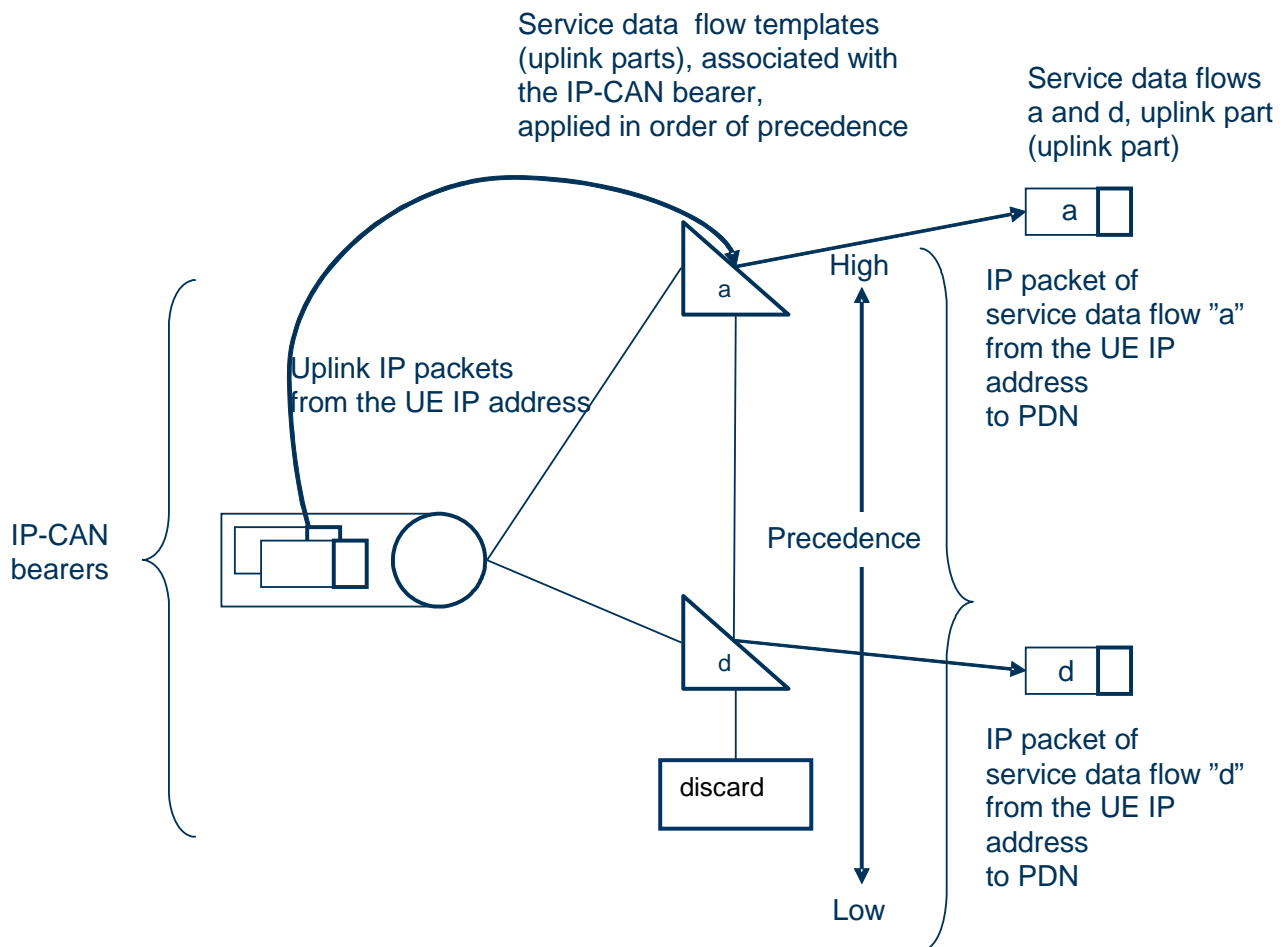 Service data  flow templates
(uplink parts), associated with
the IP-CAN bearer,
applied in order of precedence
Service data flows
a and d, uplink part
(uplink part)
a
a
High
IP packet of
service data flow ”a”
from the UE IP
address
to PDN
Uplink IP packets
from the UE IP address
IP-CAN
bearers
Precedence
d
d
discard
IP packet of
service data flow ”d”
from the UE IP
address
to PDN
Low